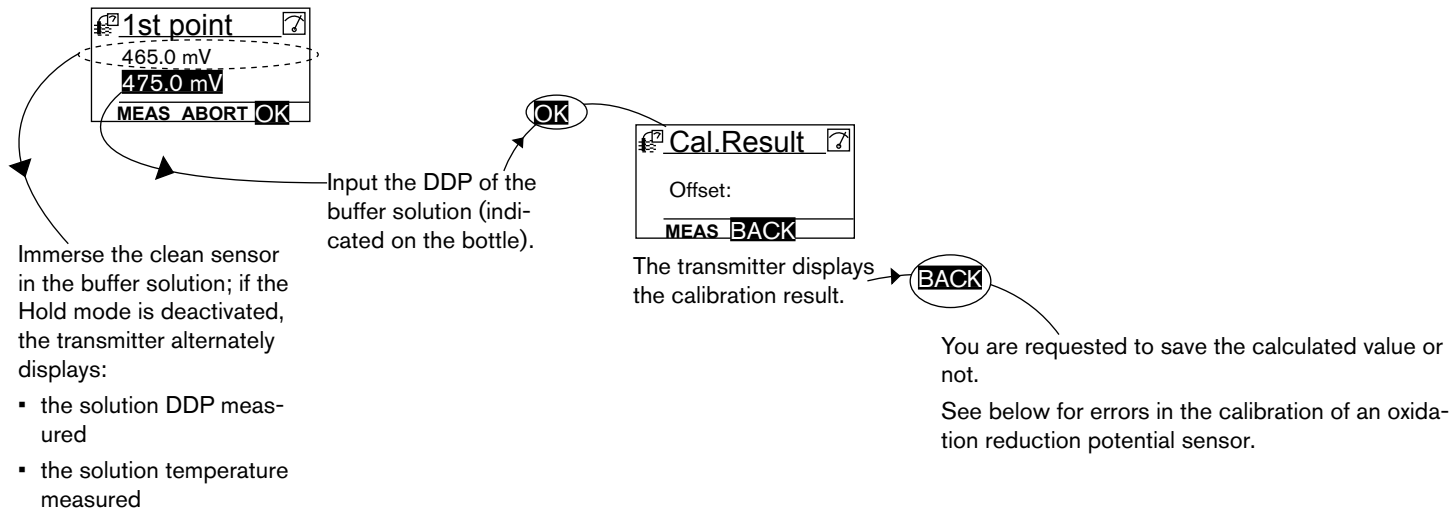 1st point
465.0 mV
475.0 mV
MEAS ABORT OK
Immerse the clean sensor
in the buffer solution; if the
Hold mode is deactivated,
the transmitter alternately
displays:
▪ the solution DDP meas-
ured
▪ the solution temperature
measured
Input the DDP of the
buffer solution (indi-
cated on the bottle).
OK
Cal.Result
Offset:
MEAS BACK
The transmitter displays
the calibration result.
BACK
You are requested to save the calculated value or
not.
See below for errors in the calibration of an oxida-
tion reduction potential sensor.